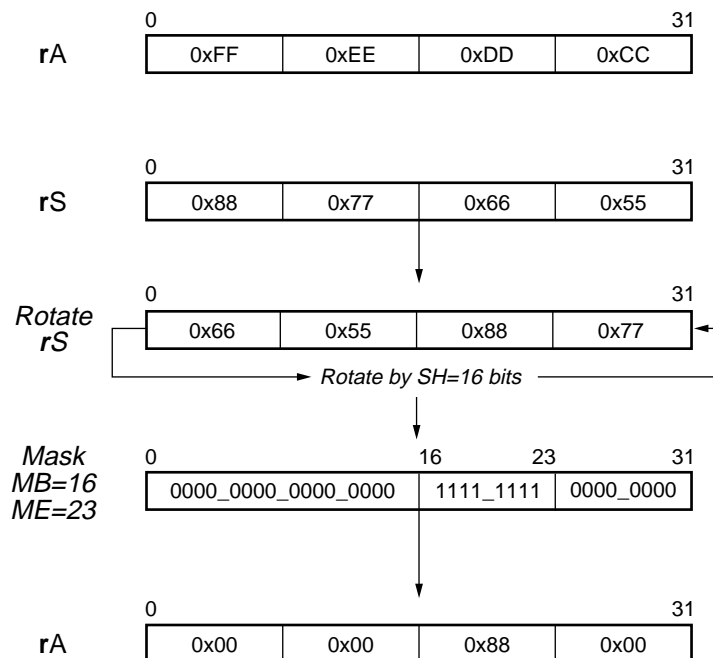 0 31
rA 0xFF 0xEE 0xDD 0xCC
0 31
rS 0x88 0x77 0x66 0x55
0 31
Rotate
rS
0x66 0x55 0x88 0x77
Rotate by SH=16 bits
Mask
MB=16
ME=23
0 16 23 31
0000_0000_0000_0000 1111_1111 0000_0000
0 31
rA 0x00 0x00 0x88 0x00